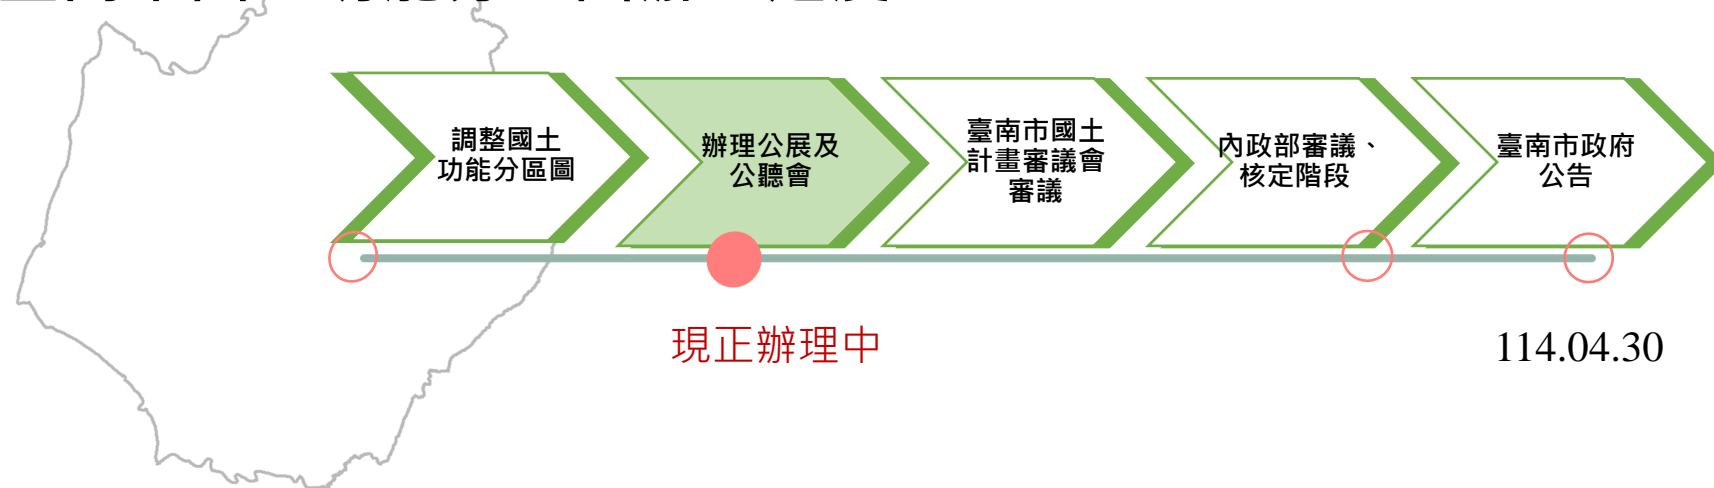 調整國土
功能分區圖
辦理公展及
公聽會
臺南市國土
計畫審議會
審議
內政部審議、
核定階段
臺南市政府
公告
現正辦理中
114.04.30